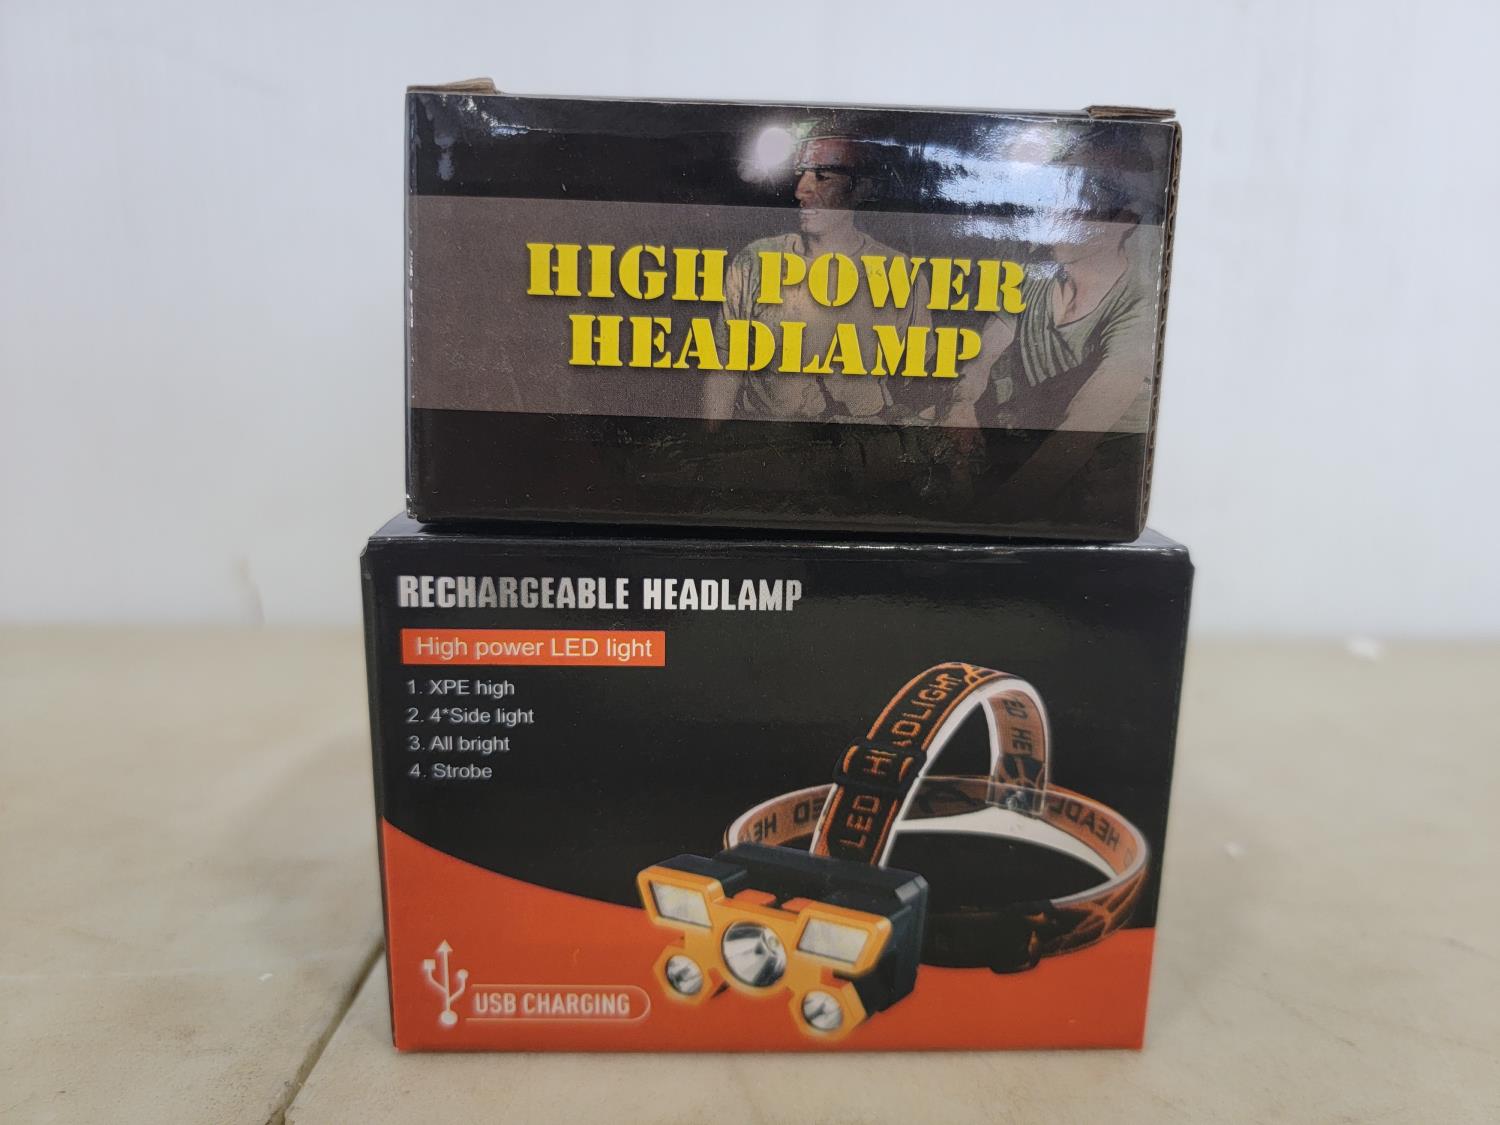 HIGH POWER
HEADLAMP
RECHARGEABLE HEADLAMP
High power LED light
1. XPE high
2. 4*Side light
3. All bright
4. Strobe
LED HEADLIGHT
USB CHARGING